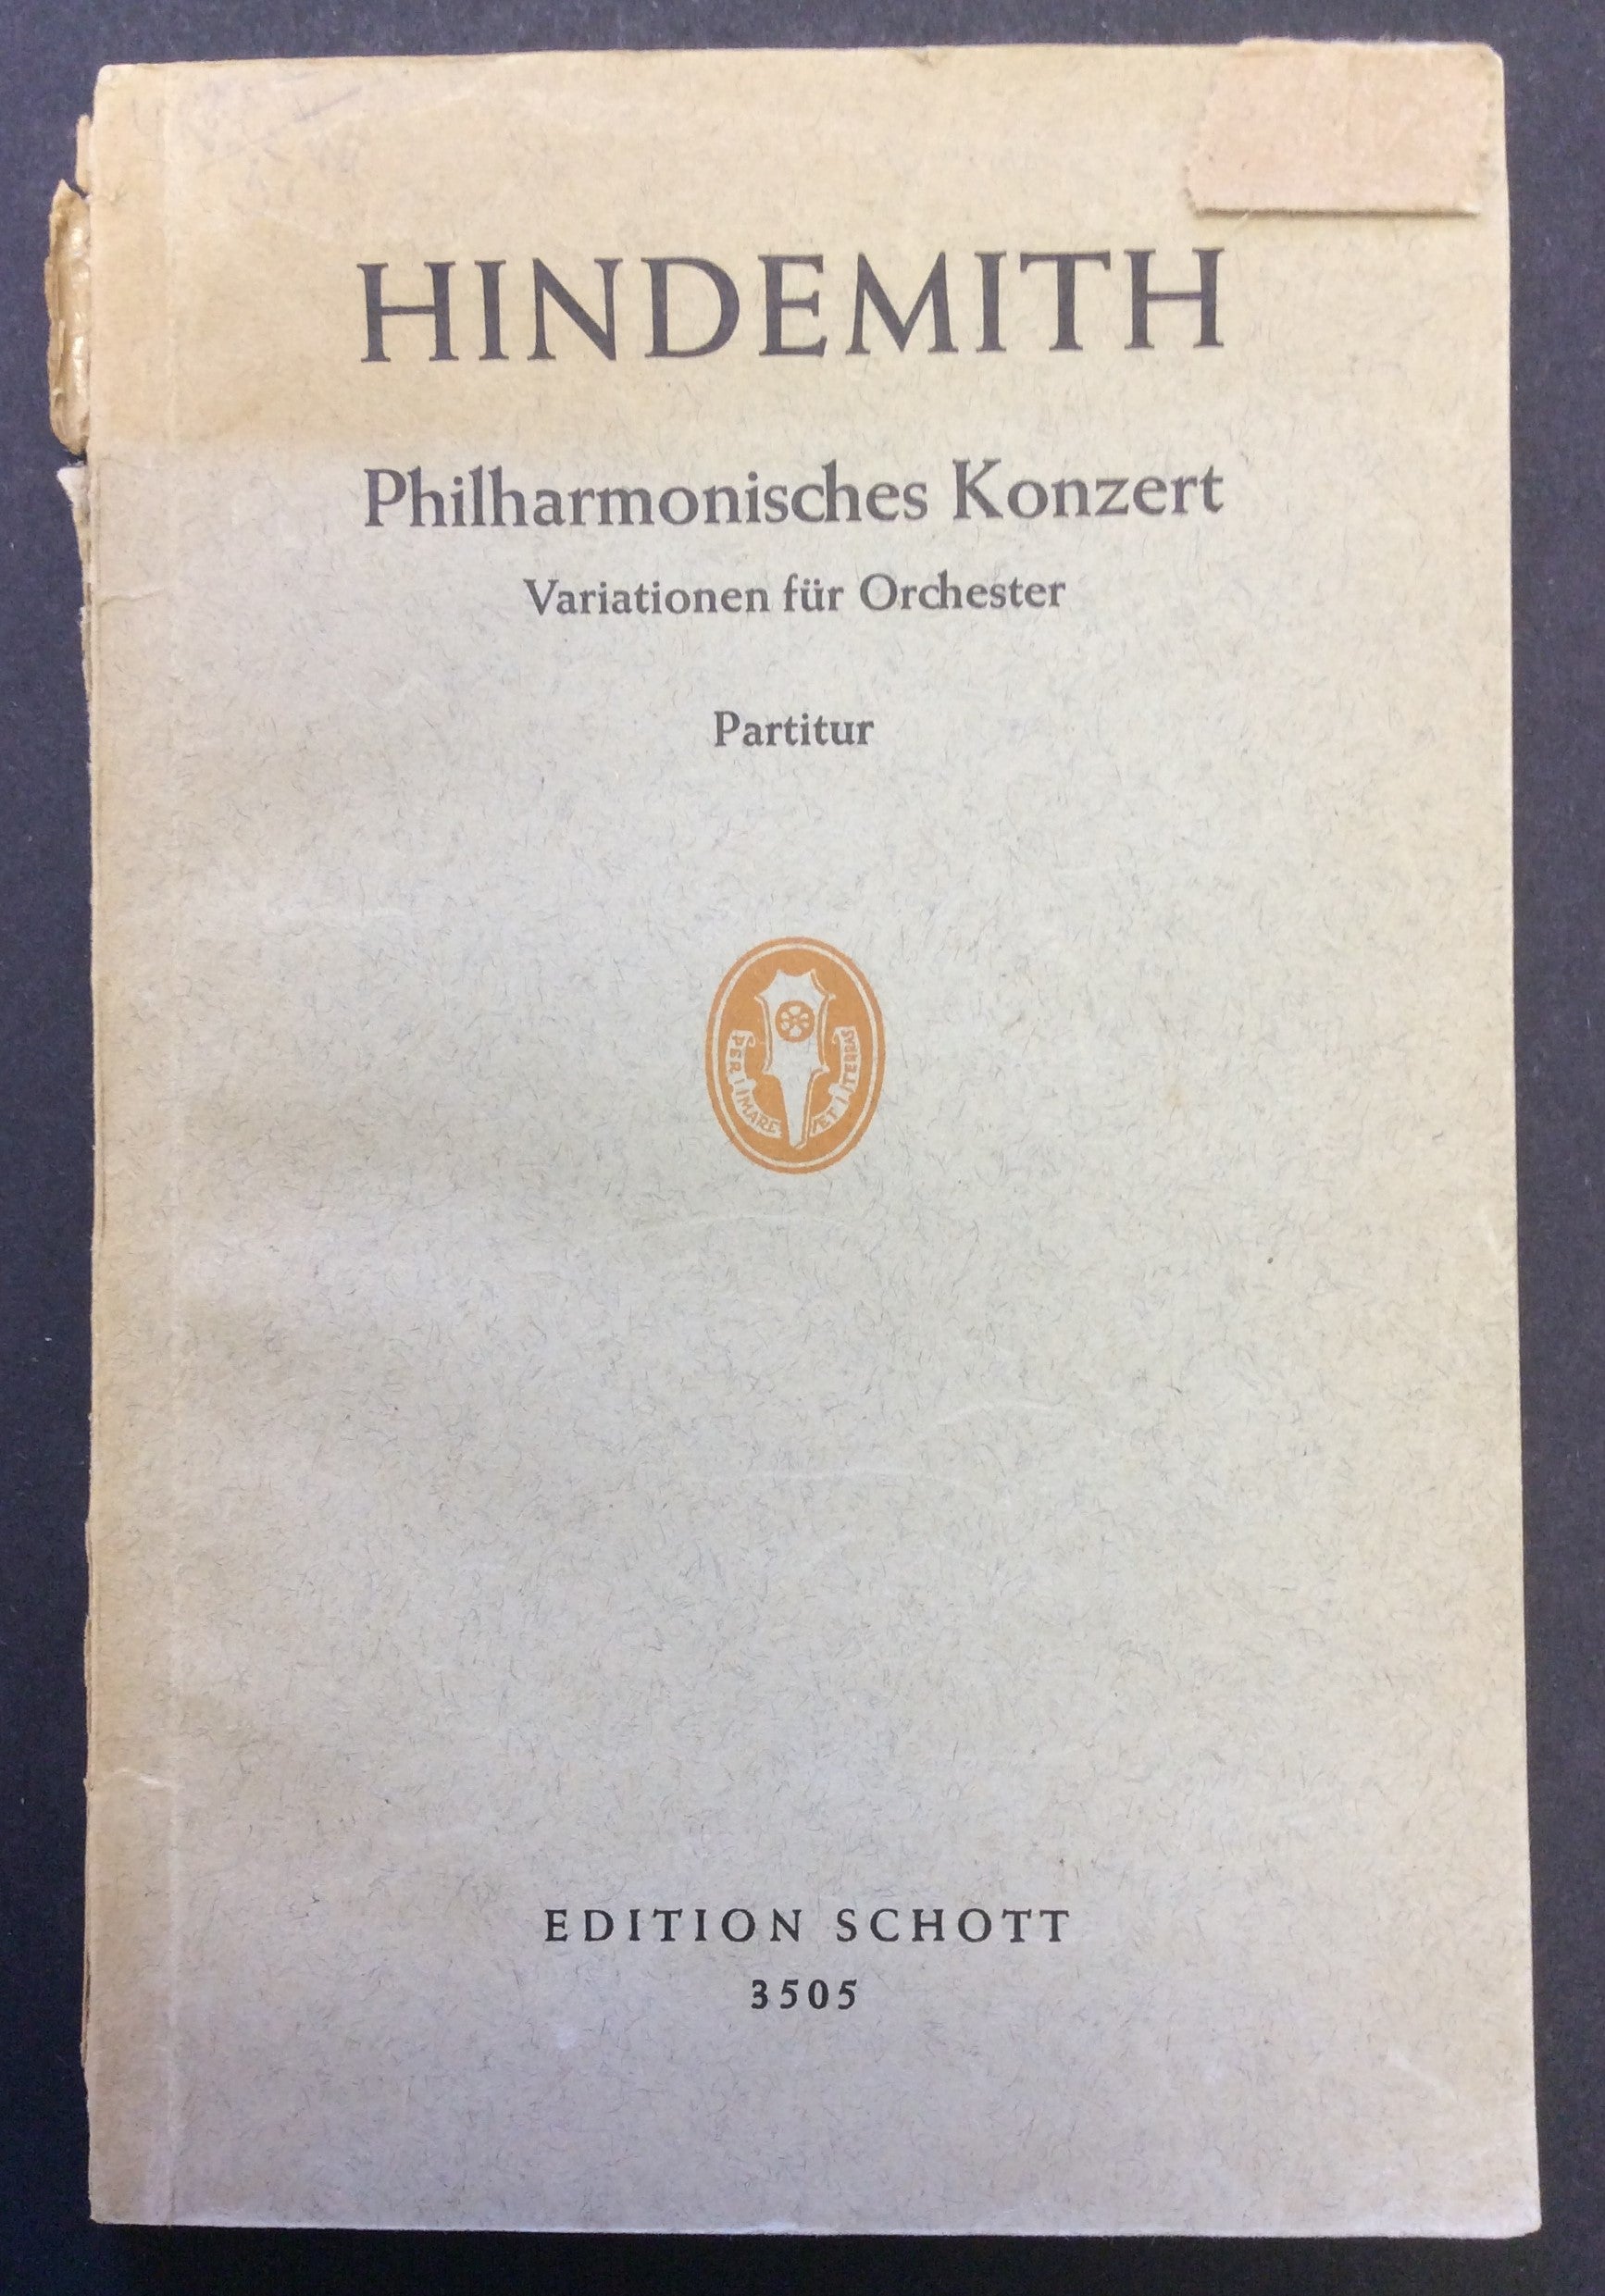 HINDEMITH
Philharmonisches Konzert
Variationen für Orchester
Partitur
PER MARE ET TERRAS
EDITION SCHOTT
3505